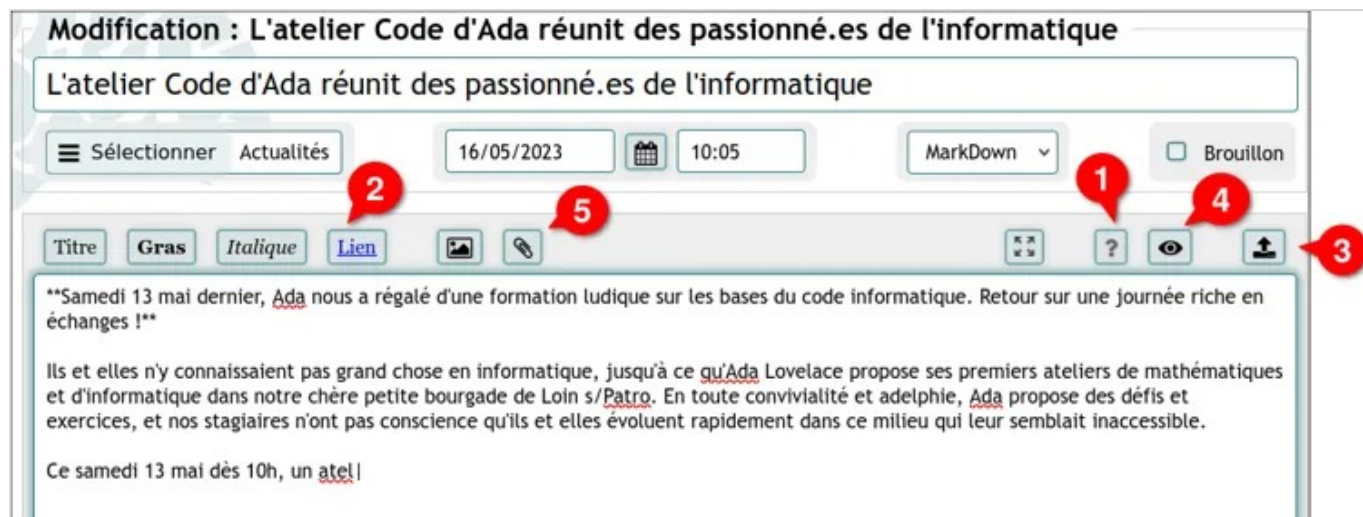 Modification : L'atelier Code d'Ada réunit des passionné.es de l'informatique
L'atelier Code d'Ada réunit des passionné.es de l'informatique
Sélectionner Actualités 16/05/2023 10:05 MarkDown Brouillon
2 5 1 4
Titre Gras Italique Lien ? 3
**Samedi 13 mai dernier, Ada nous a régalé d'une formation ludique sur les bases du code informatique. Retour sur une journée riche en
échanges !**
Ils et elles n'y connaissaient pas grand chose en informatique, jusqu'à ce qu'Ada Lovelace propose ses premiers ateliers de mathématiques
et d'informatique dans notre chère petite bourgade de Loin s/Patro. En toute convivialité et adelphie, Ada propose des défis et
exercices, et nos stagiaires n'ont pas conscience qu'ils et elles évoluent rapidement dans ce milieu qui leur semblait inaccessible.
Ce samedi 13 mai dès 10h, un atel